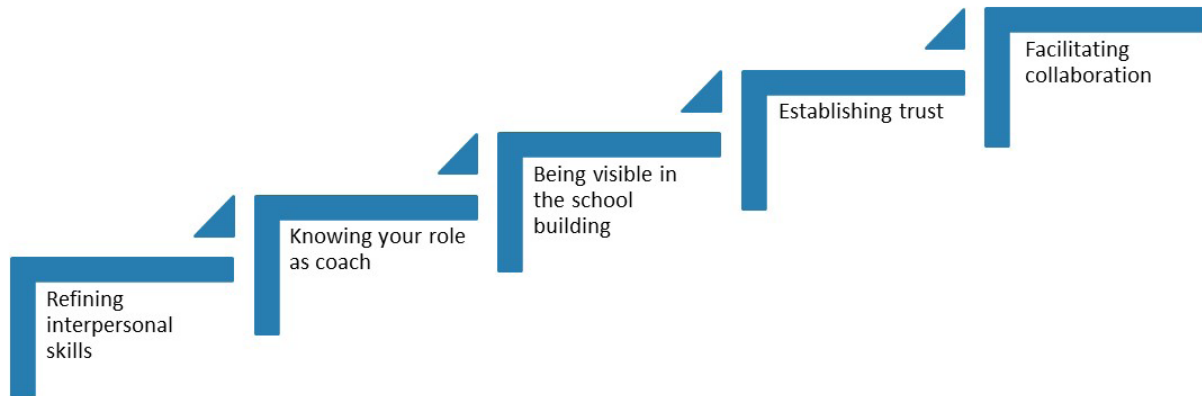 Refining
interpersonal
skills
Knowing your role
as coach
Being visible in
the school
building
Establishing trust
Facilitating
collaboration